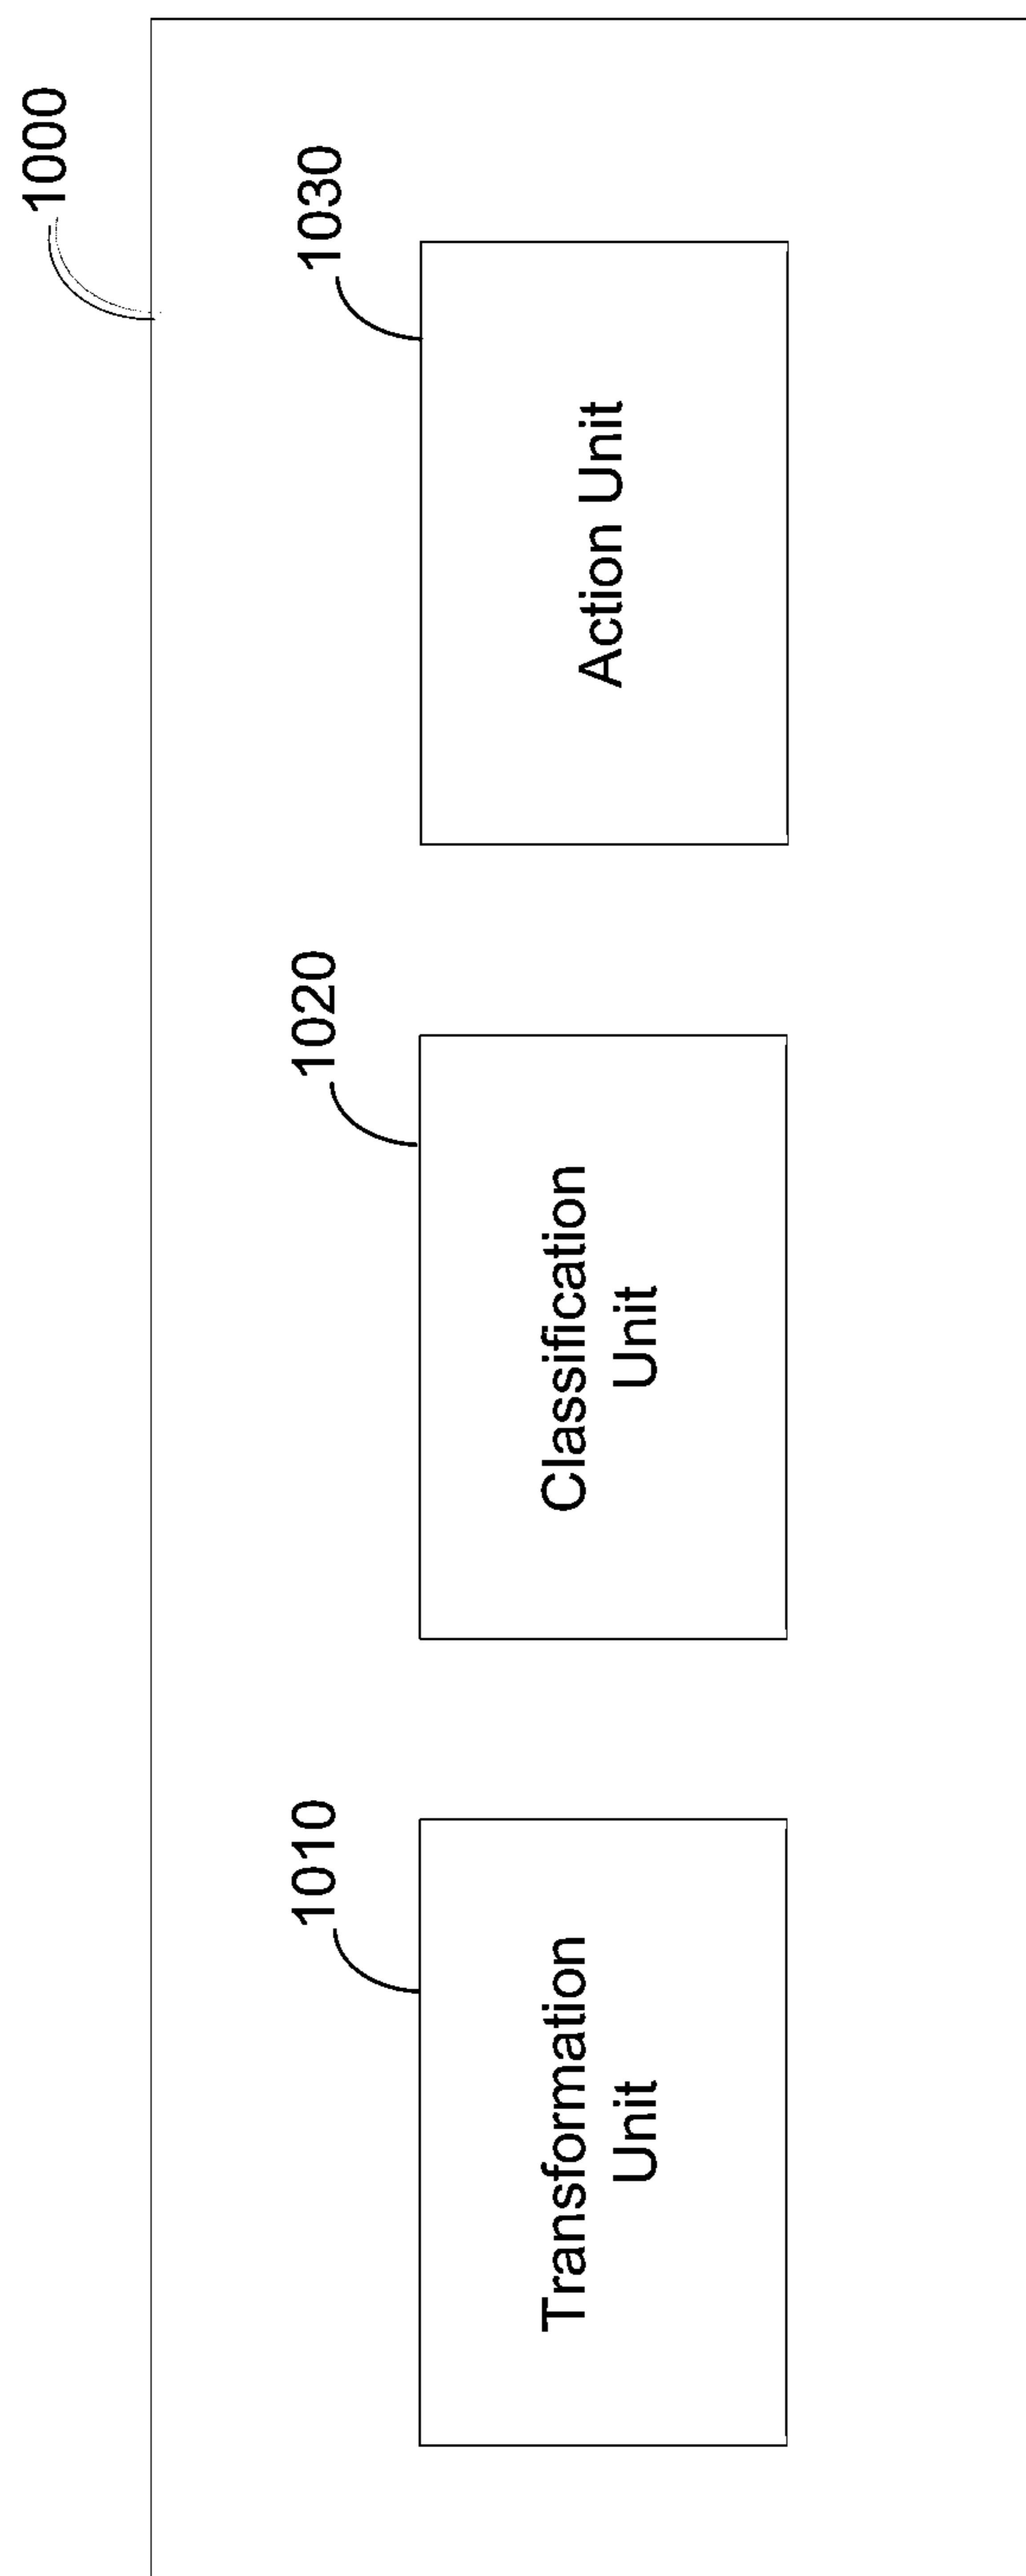 1000
1010
1020
1030
Transformation
Unit
Classification
Unit
Action Unit